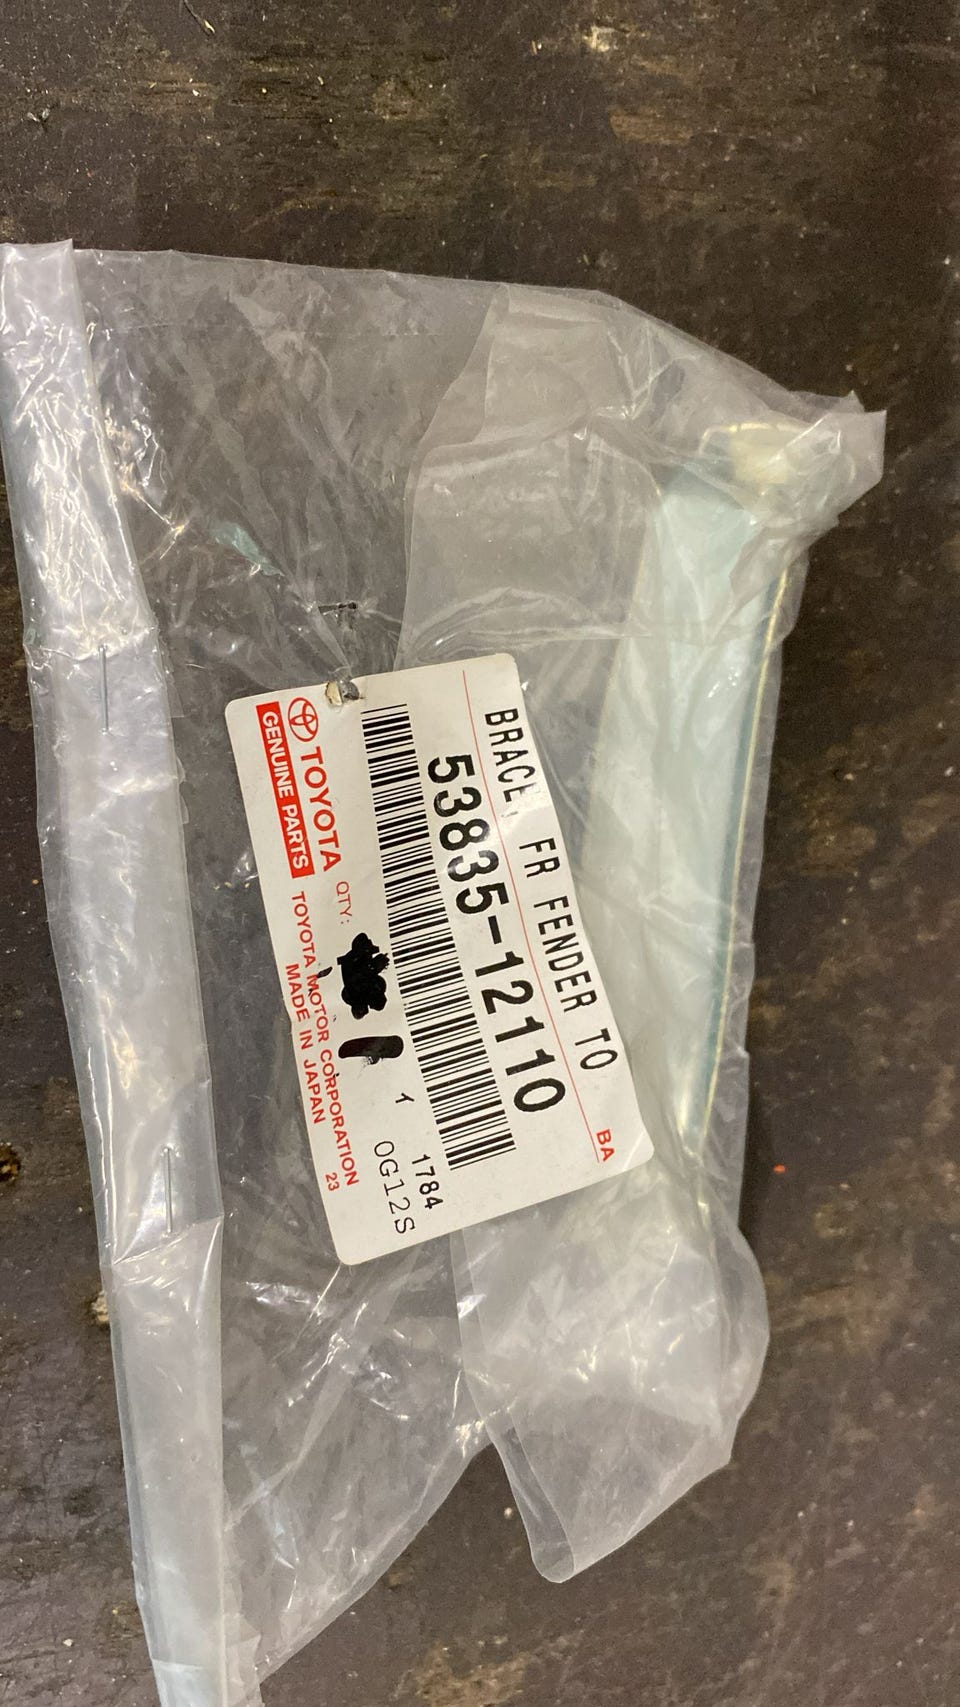 BRACE, FR FENDER TO
BA
53835-12110
1784
1
0G12S
TOYOTA
QTY:
1
GENUINE PARTS
TOYOTA MOTOR CORPORATION
MADE IN JAPAN
23